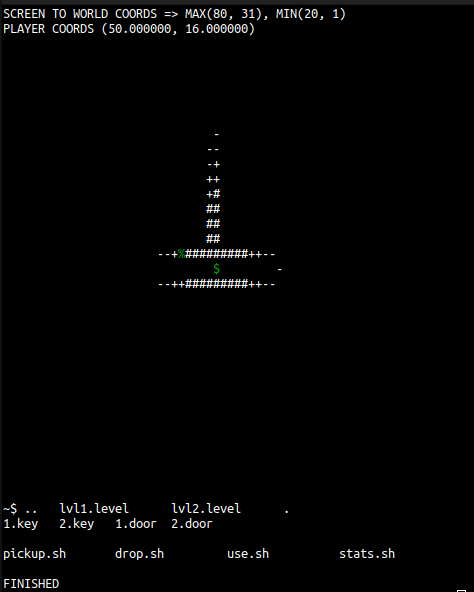 SCREEN TO WORLD COORDS => MAX(80, 31), MIN(20, 1)
PLAYER COORDS (50.000000, 16.000000)
-
--
-+
++
+#
##
##
##
--+%#########++--
$ -
--++#########++--
~$ .. lvl1.level lvl2.level .
1.key 2.key 1.door 2.door
pickup.sh drop.sh use.sh stats.sh
FINISHED